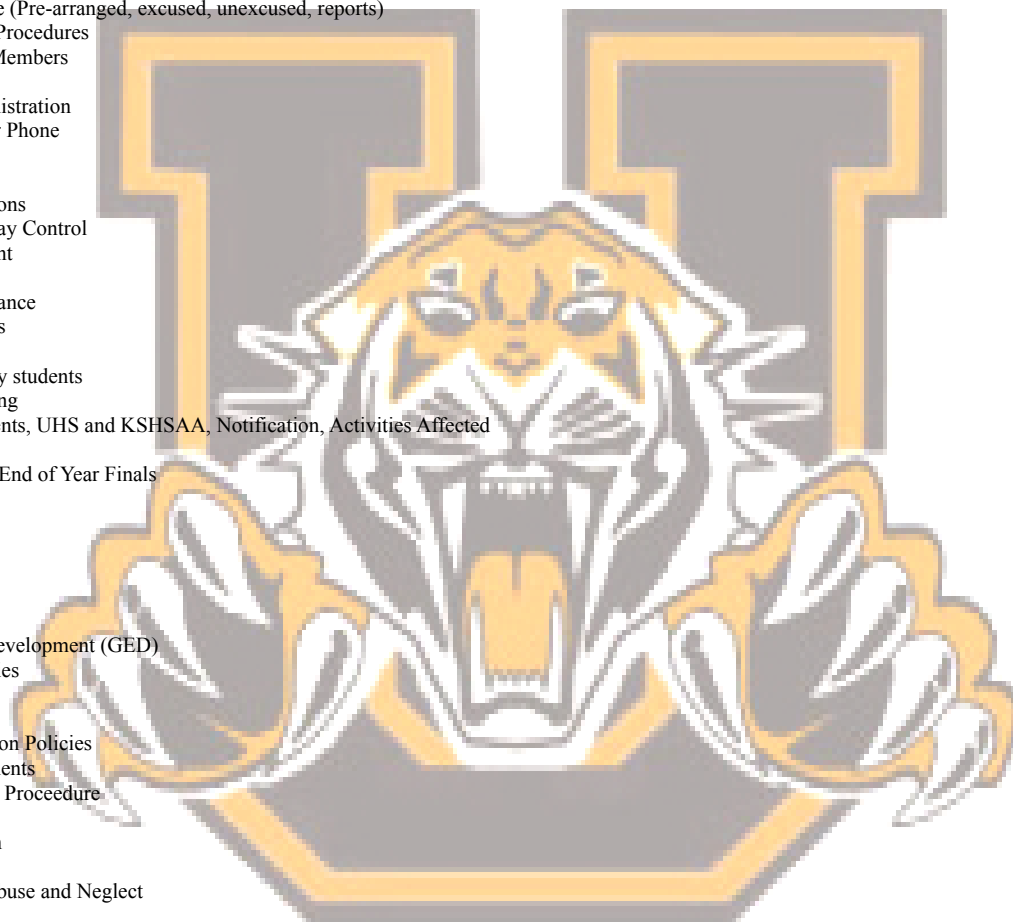 e (Pre-arranged, excused, unexcused, reports)
Procedures
Members
istration
Phone
ons
ay Control
nt
ance
s
y students
ng
nts, UHS and KSHSAA, Notification, Activities Affected
End of Year Finals
evelopment (GED)
ies
on Policies
ents
Proceedure
n
buse and Neglect
U